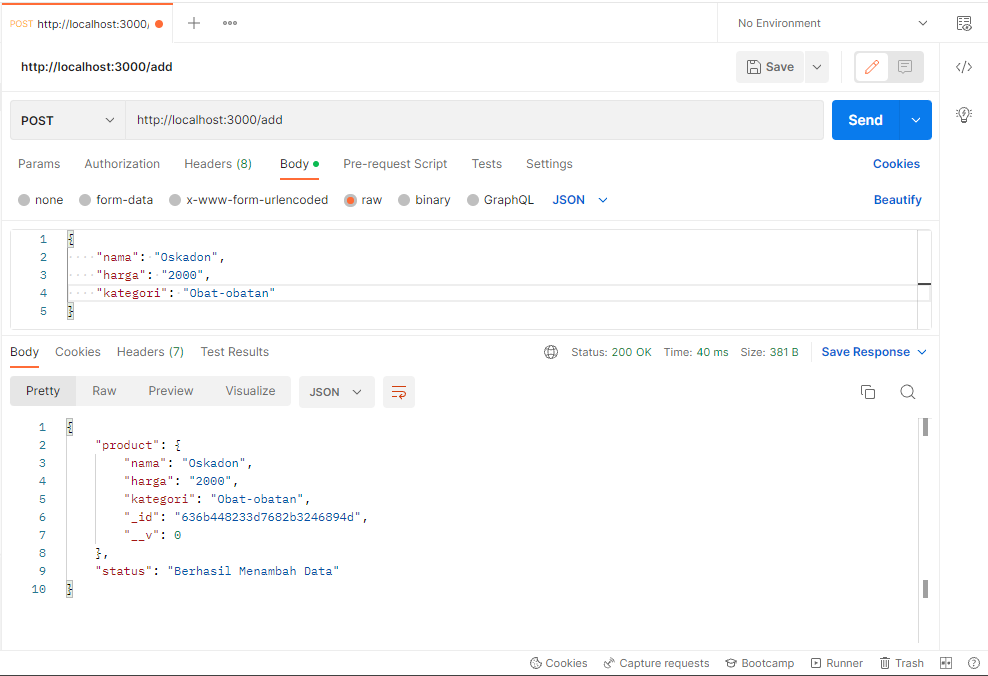 POST http://localhost:3000/ No Environment
http://localhost:3000/add Save
POST http://localhost:3000/add Send
Params Authorization Headers (8) Body Pre-request Script Tests Settings Cookies
none form-data x-www-form-urlencoded raw binary GraphQL JSON Beautify
1 {
2 "nama": "Oskadon",
3 "harga": "2000",
4 "kategori": "Obat-obatan"
5 }
Body Cookies Headers (7) Test Results Status: 200 OK Time: 40 ms Size: 381 B Save Response
Pretty Raw Preview Visualize JSON
1 {
2 "product": {
3 "nama": "Oskadon",
4 "harga": "2000",
5 "kategori": "Obat-obatan",
6 "_id": "636b448233d7682b3246894d",
7 "__v": 0
8 },
9 "status": "Berhasil Menambah Data"
10 }
Cookies Capture requests Bootcamp Runner Trash